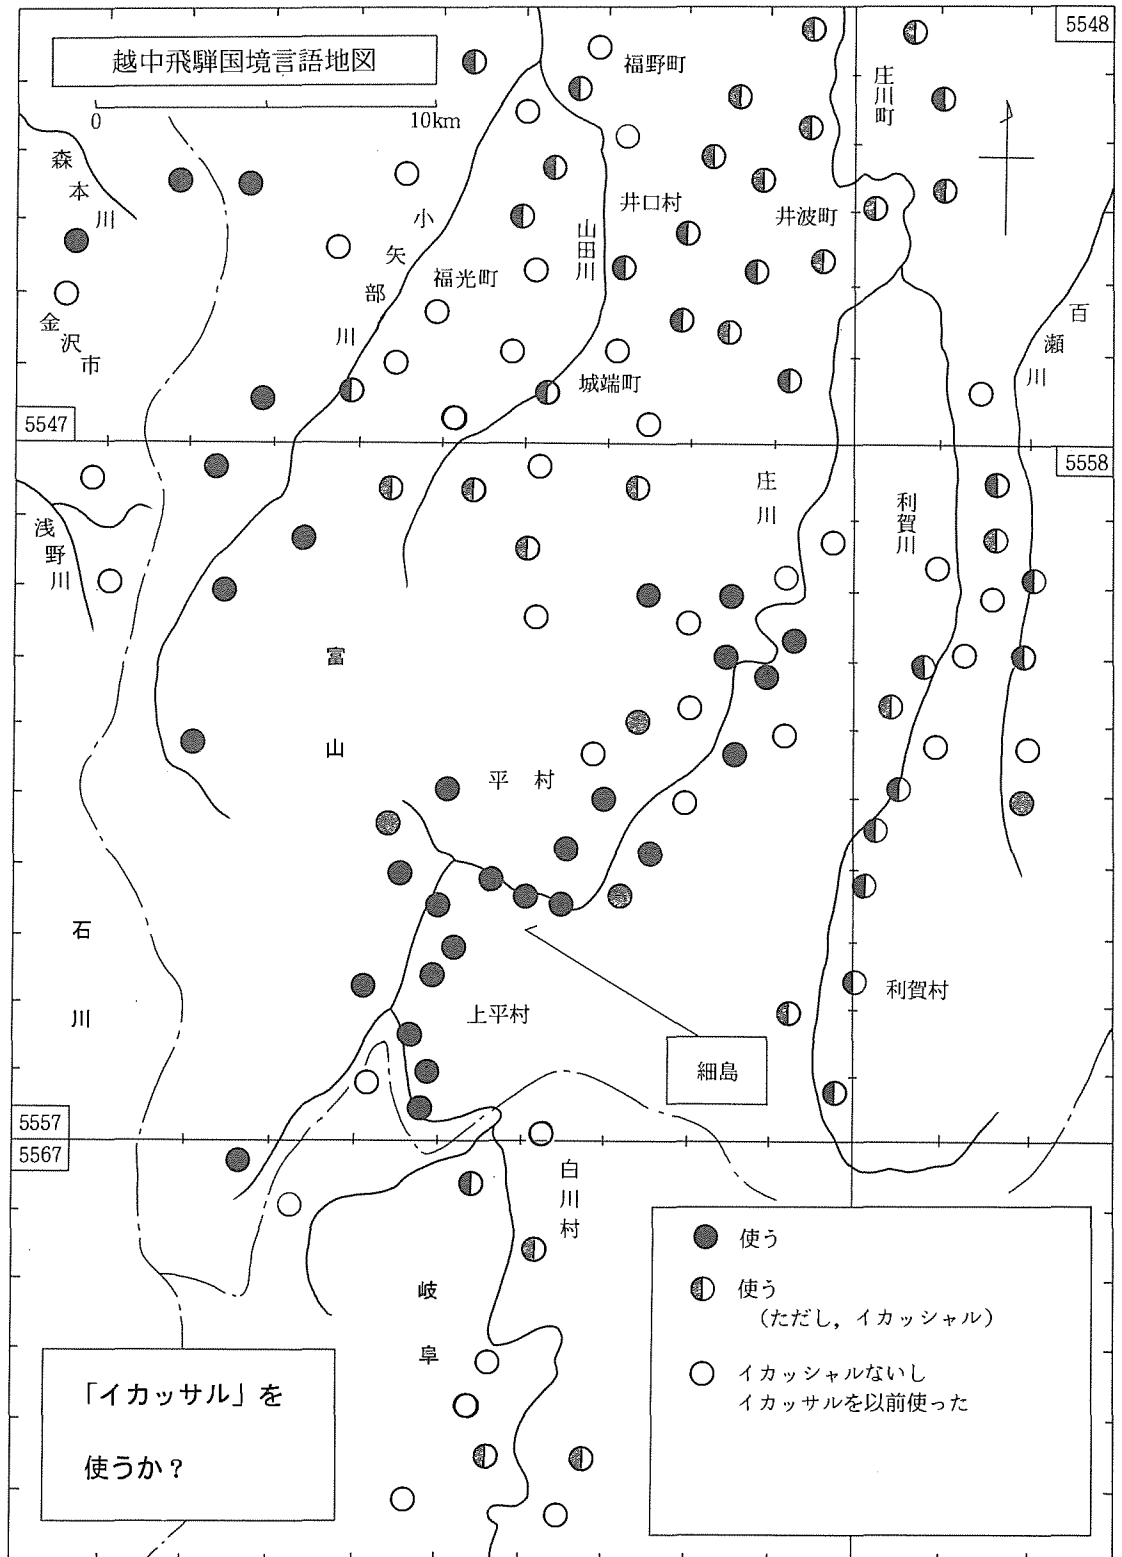 越中飛騨国境言語地図
0 10km
5548
福野町
庄川町
森本川
小矢部川
山田川
井口村
井波町
福光町
百瀬川
金沢市
城端町
5547
5558
庄川
利賀川
浅野川
富山
平村
石川
利賀村
上平村
細島
5557
5567
白川村
岐阜
使う
使う
(ただし,イカッシャル)
イカッシャルないし
イカッサルを以前使った
「イカッサル」を
使うか?